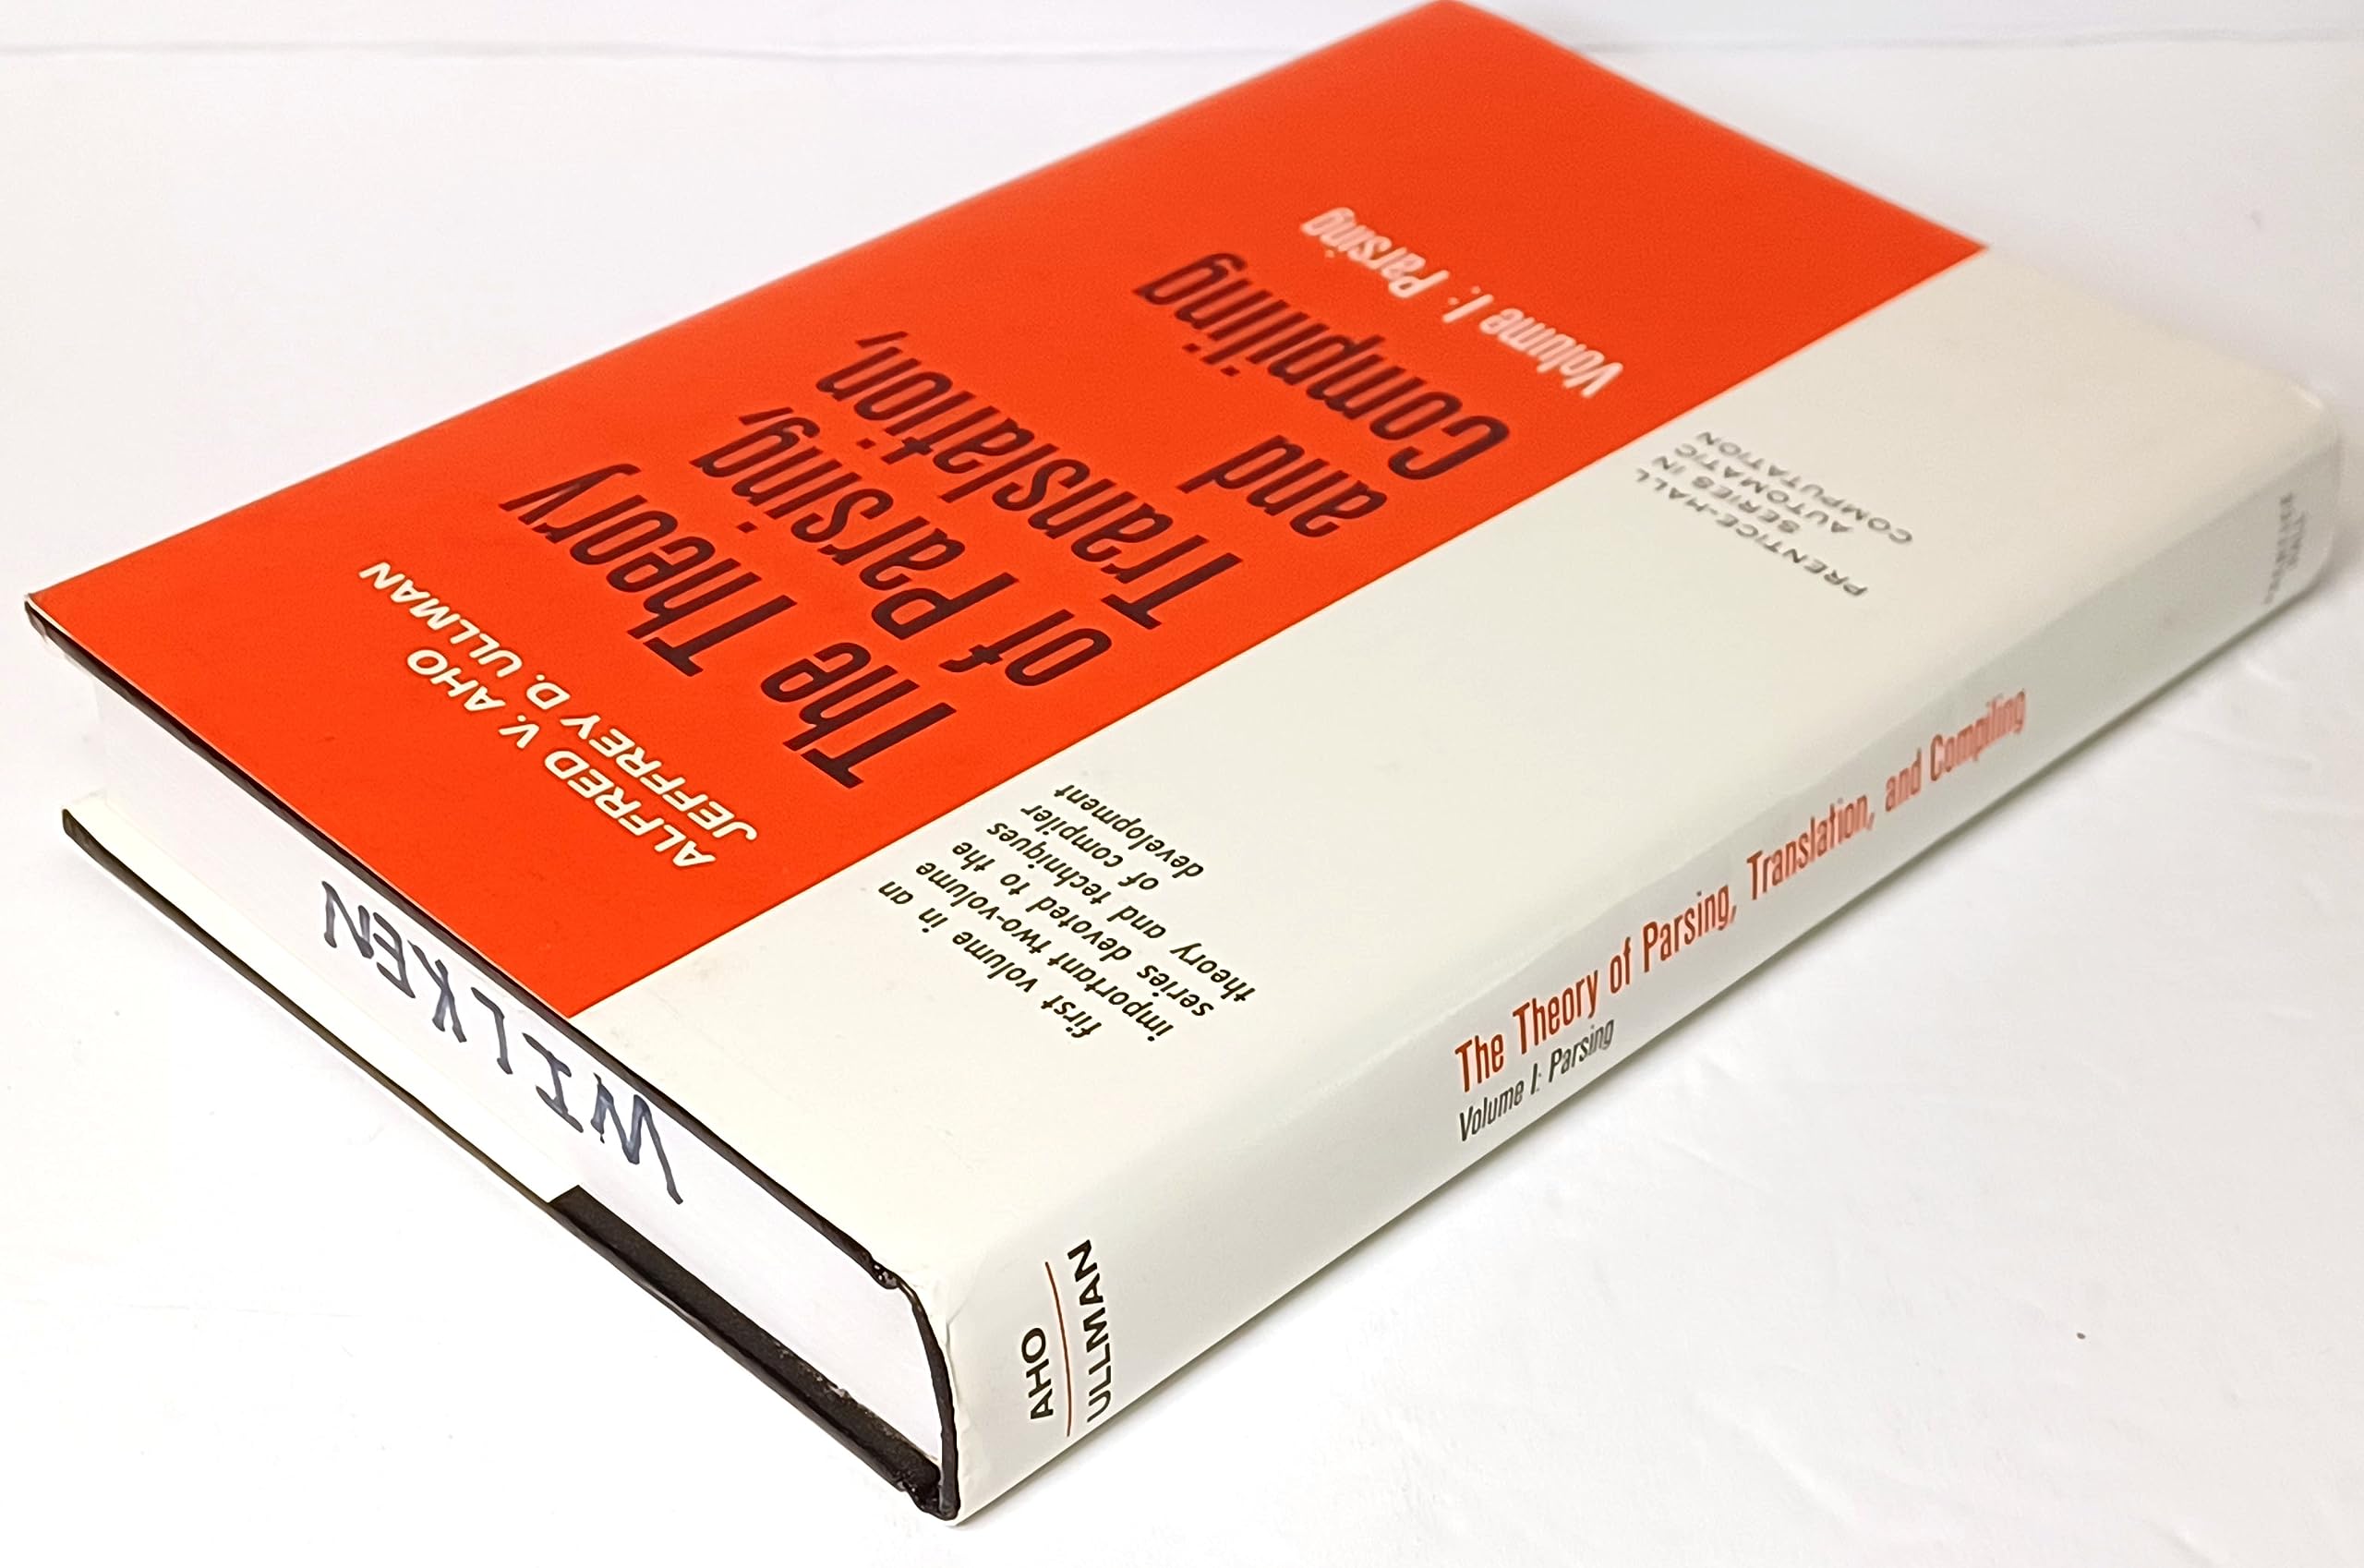 ALFRED V. AHO
JEFFREY D. ULLMAN
The Theory
of Parsing,
Translation,
and
Compiling
Volume I: Parsing
first volume in an
important two-volume
series devoted to the
theory and techniques
of compiler
development
PRENTICE-HALL
SERIES IN
AUTOMATIC
COMPUTATION
AHO
ULLMAN
The Theory of Parsing, Translation, and Compiling
Volume I: Parsing
WILKEN